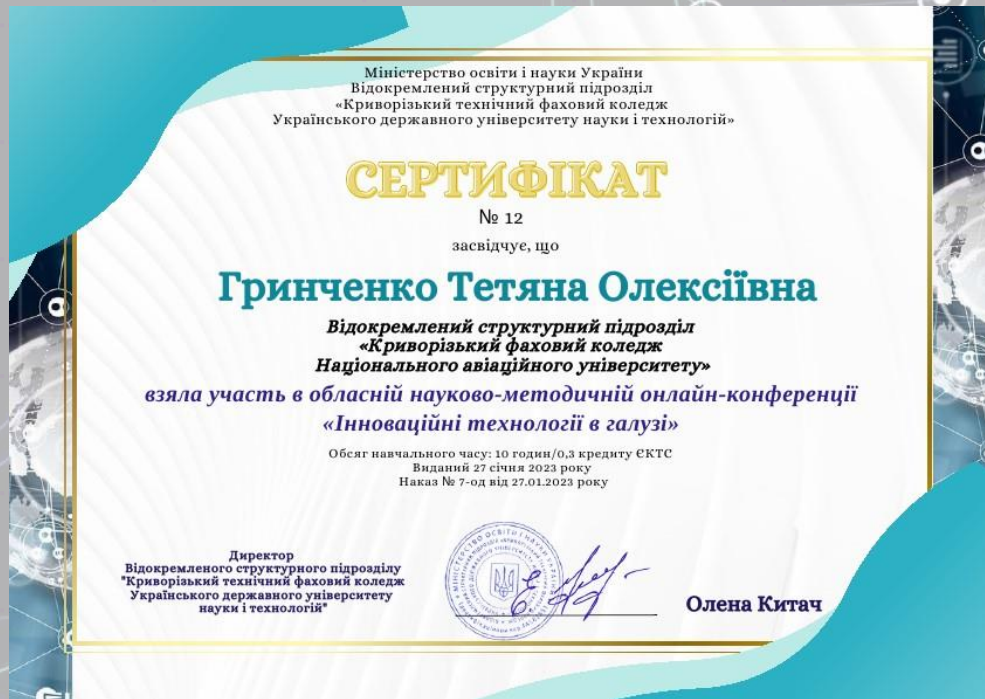 Міністерство освіти і науки України
Відокремлений структурний підрозділ
«Криворізький технічний фаховий коледж
Українського державного університету науки і технологій»
СЕРТИФІКАТ
№ 12
засвідчує, що
Гринченко Тетяна Олексіївна
Відокремлений структурний підрозділ
«Криворізький фаховий коледж
Національного авіаційного університету»
взяла участь в обласній науково-методичній онлайн-конференції
«Інноваційні технології в галузі»
Обсяг навчального часу: 10 годин/0,3 кредиту ЄКТС
Виданий 27 січня 2023 року
Наказ № 7-од від 27.01.2023 року
Директор
Відокремленого структурного підрозділу
"Криворізький технічний фаховий коледж
Українського державного університету
науки і технологій"
Олена Китач